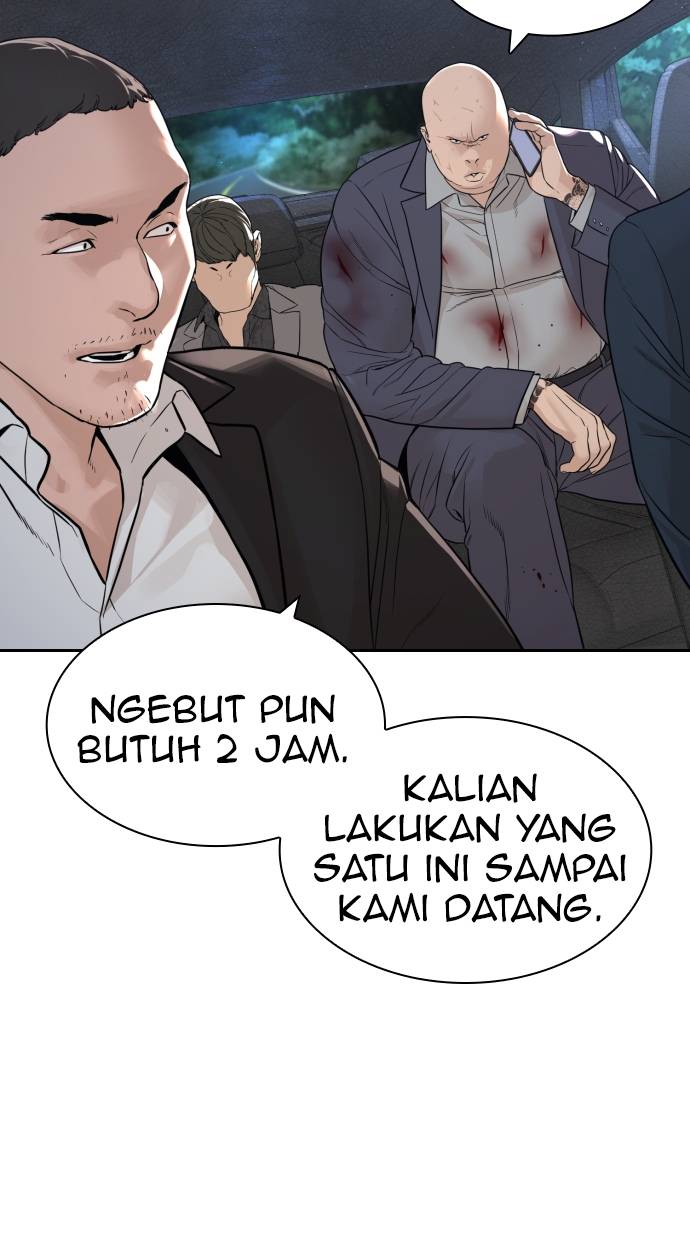 NGEBUT PUN
BUTUH 2 JAM.
KALIAN
LAKUKAN YANG
SATU INI SAMPAI
KAMI DATANG.